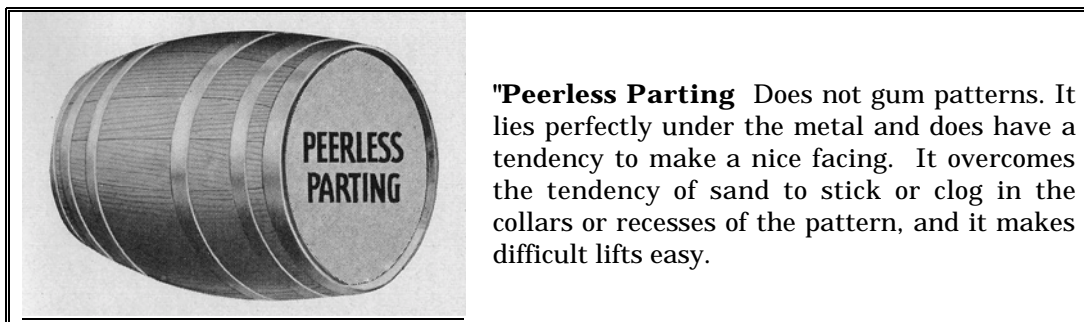 PEERLESS
PARTING
"Peerless Parting  Does not gum patterns. It
lies perfectly under the metal and does have a
tendency to make a nice facing.  It overcomes
the tendency of sand to stick or clog in the
collars or recesses of the pattern, and it makes
difficult lifts easy.